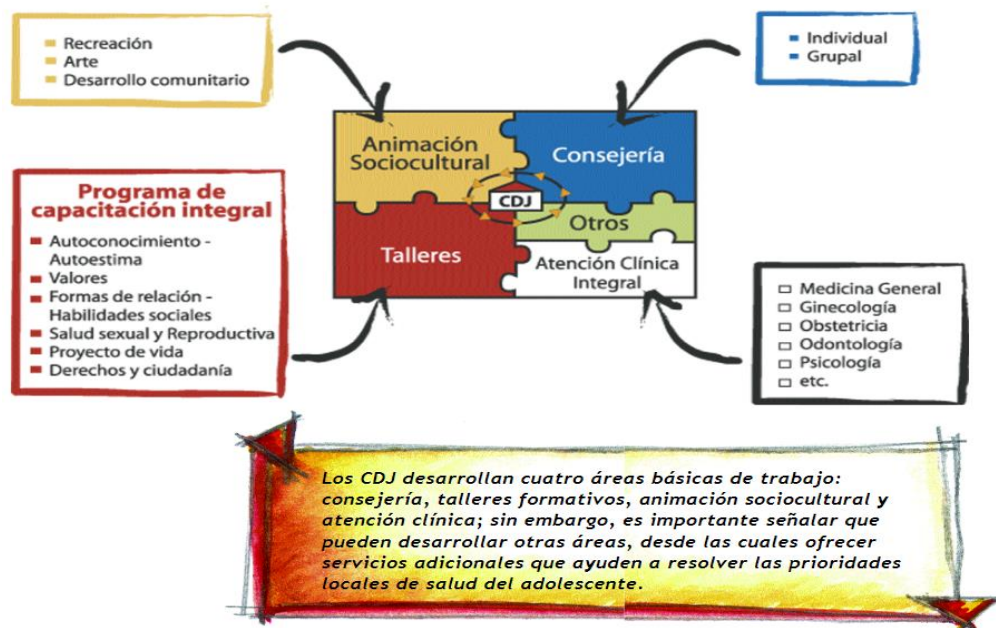 Recreación
Arte
Desarrollo comunitario
Individual
Grupal
Animación
Sociocultural
Consejería
CDJ
Otros
Talleres
Atención Clínica
Integral
Programa de
capacitación integral
Autoconocimiento -
Autoestima
Valores
Formas de relación -
Habilidades sociales
Salud sexual y Reproductiva
Proyecto de vida
Derechos y ciudadanía
Medicina General
Ginecología
Obstetricia
Odontología
Psicología
etc.
Los CDJ desarrollan cuatro áreas básicas de trabajo:
consejería, talleres formativos, animación sociocultural y
atención clínica; sin embargo, es importante señalar que
pueden desarrollar otras áreas, desde las cuales ofrecer
servicios adicionales que ayuden a resolver las prioridades
locales de salud del adolescente.